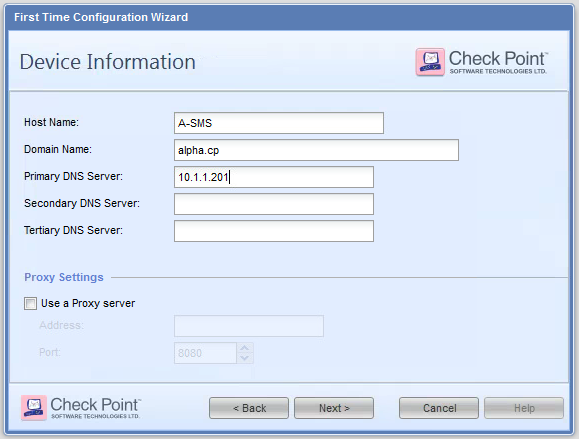 First Time Configuration Wizard
Device Information
Check Point™
SOFTWARE TECHNOLOGIES LTD.
Host Name: A-SMS
Domain Name: alpha.cp
Primary DNS Server: 10.1.1.201
Secondary DNS Server:
Tertiary DNS Server:
Proxy Settings
Use a Proxy server
Address:
Port: 8080
Check Point™
SOFTWARE TECHNOLOGIES LTD.
< Back Next > Cancel Help